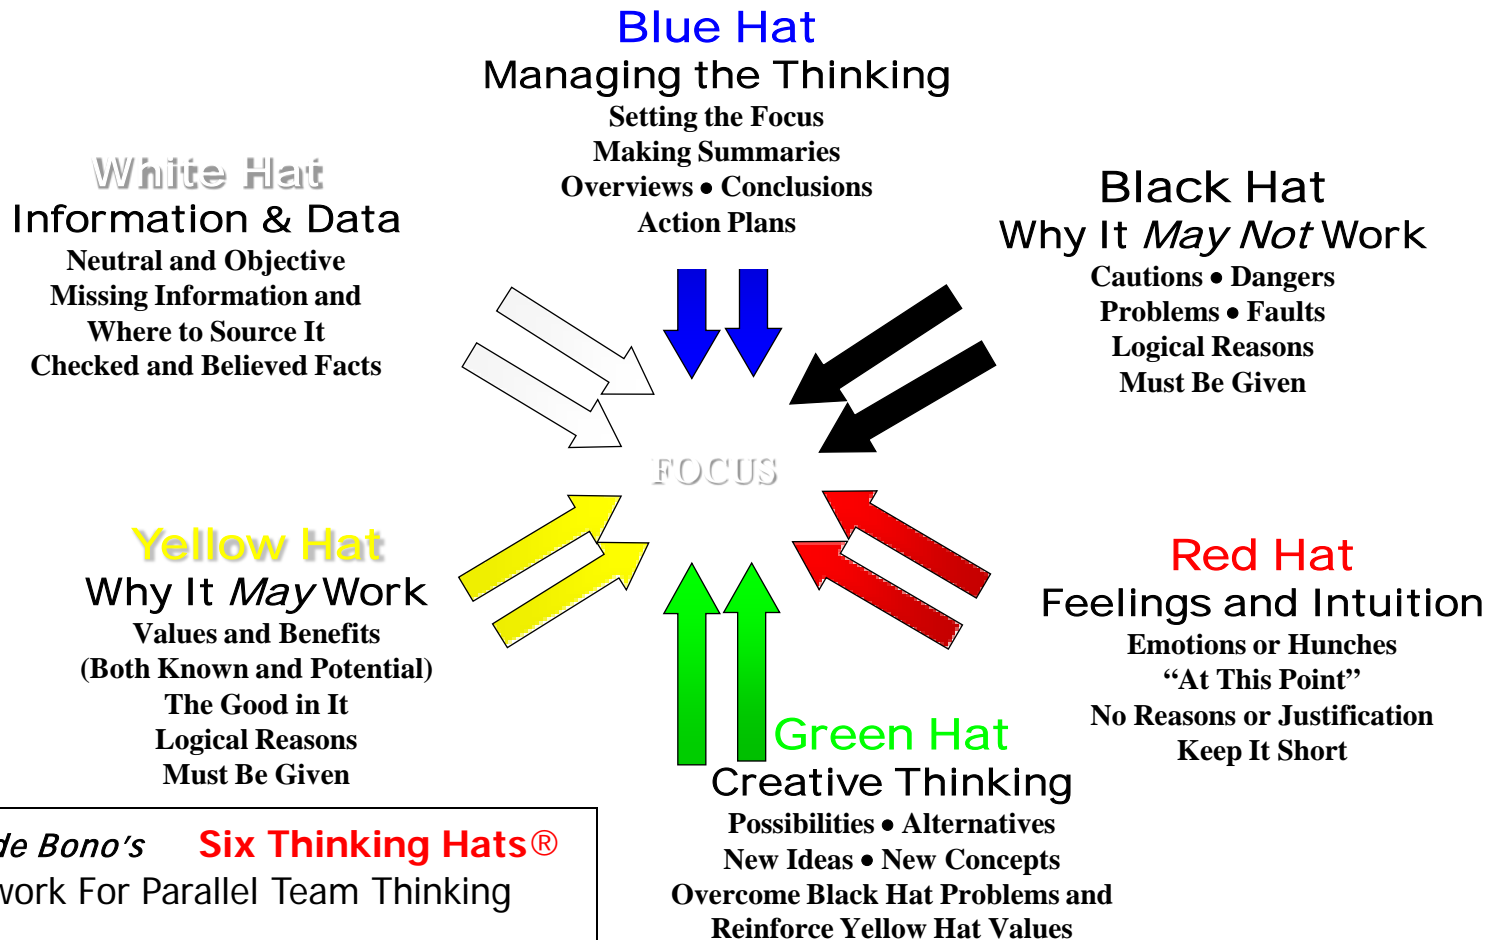 Blue Hat
Managing the Thinking
Setting the Focus
Making Summaries
Overviews • Conclusions
Action Plans
White Hat
Information & Data
Neutral and Objective
Missing Information and
Where to Source It
Checked and Believed Facts
Black Hat
Why It May Not Work
Cautions • Dangers
Problems • Faults
Logical Reasons
Must Be Given
FOCUS
Yellow Hat
Why It May Work
Values and Benefits
(Both Known and Potential)
The Good in It
Logical Reasons
Must Be Given
Red Hat
Feelings and Intuition
Emotions or Hunches
“At This Point”
No Reasons or Justification
Keep It Short
Green Hat
Creative Thinking
Possibilities • Alternatives
New Ideas • New Concepts
Overcome Black Hat Problems and
Reinforce Yellow Hat Values
de Bono's Six Thinking Hats®
work For Parallel Team Thinking